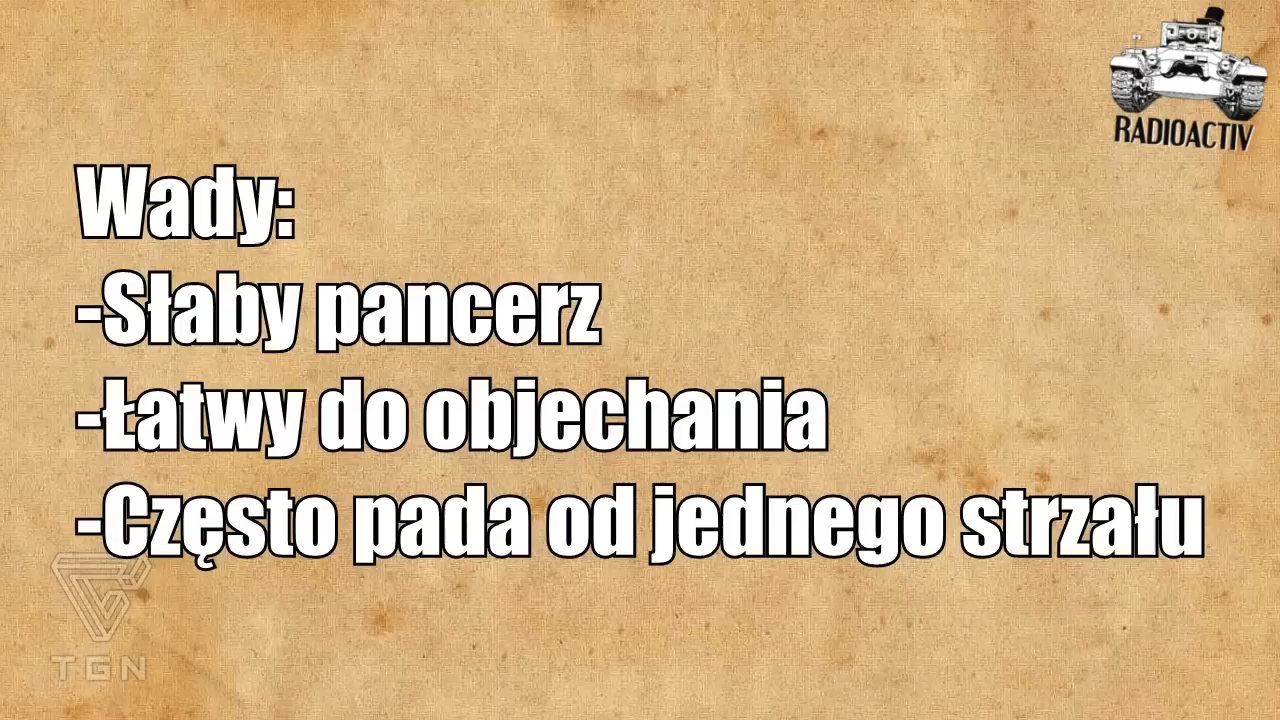 RADIOACTIV
Wady:
-Słaby pancerz
-Łatwy do objechania
-Często pada od jednego strzału
TGN